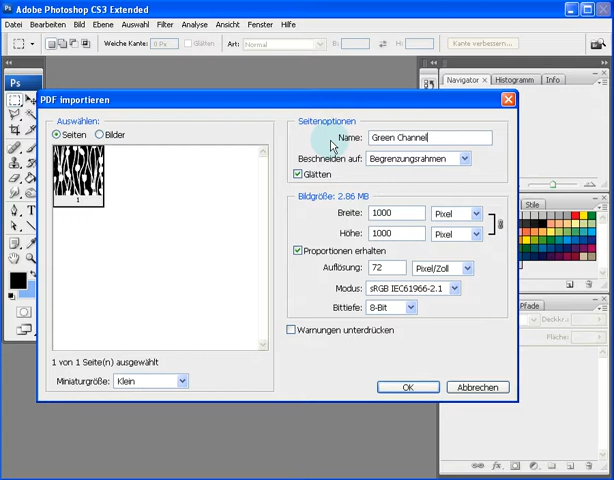 Adobe Photoshop CS3 Extended
Datei Bearbeiten Bild Ebene Auswahl Filter Analyse Ansicht Fenster Hilfe
Weiche Kante: 0 Px Glätten Art: Normal B: H: Kante verbessern...
Ps
Navigator Histogramm Info
PDF importieren
Auswählen:
Seiten Bilder
1
1 von 1 Seite(n) ausgewählt
Miniaturgröße: Klein
Seitenoptionen
Name: Green Channel
Beschneiden auf: Begrenzungsrahmen
Glätten
Bildgröße: 2.86 MB
Breite: 1000 Pixel
Höhe: 1000 Pixel
Proportionen erhalten
Auflösung: 72 Pixel/Zoll
Modus: sRGB IEC61966-2.1
Bittiefe: 8-Bit
Warnungen unterdrücken
OK Abbrechen
Stile
Pfade
Deckkr.:
Fläche: